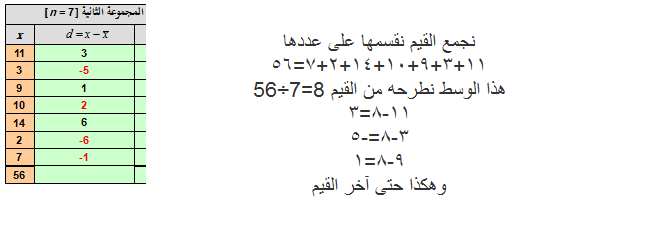 المجموعة الثانية [n = 7]
x d = x – x̅
11 3
3 -5
9 1
10 2
14 6
2 -6
7 -1
56
نجمع القيم نقسمها على عددها
١١+٣+٩+١٠+١٤+٢+٧=٥٦
هذا الوسط نطرحه من القيم 8=7÷56
١١-٨=٣
٣-٨=-٥
٩-٨=١
وهكذا حتى آخر القيم